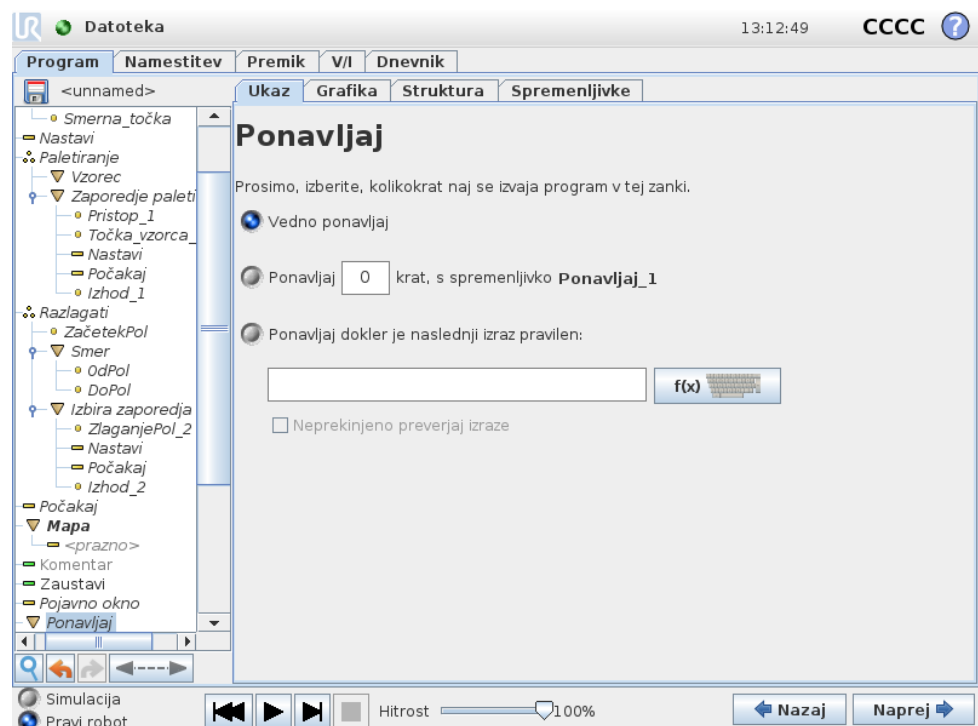 UR Datoteka 13:12:49 CCCC ?
Program Namestitev Premik V/I Dnevnik
<unnamed>
Ukaz Grafika Struktura Spremenljivke
Smerna_točka
Nastavi
Paletiranje
Vzorec
Zaporedje paleti
Pristop_1
Točka_vzorca_
Nastavi
Počakaj
Izhod_1
Razlagati
ZačetekPol
Smer
OdPol
DoPol
Izbira zaporedja
ZlaganjePol_2
Nastavi
Počakaj
Izhod_2
Počakaj
Mapa
<prazno>
Komentar
Zaustavi
Pojavno okno
Ponavljaj
Ponavljaj
Prosimo, izberite, kolikokrat naj se izvaja program v tej zanki.
Vedno ponavljaj
Ponavljaj 0 krat, s spremenljivko Ponavljaj_1
Ponavljaj dokler je naslednji izraz pravilen:
f(x)
Neprekinjeno preverjaj izraze
Simulacija
Pravi robot
Hitrost 100%
Nazaj Naprej